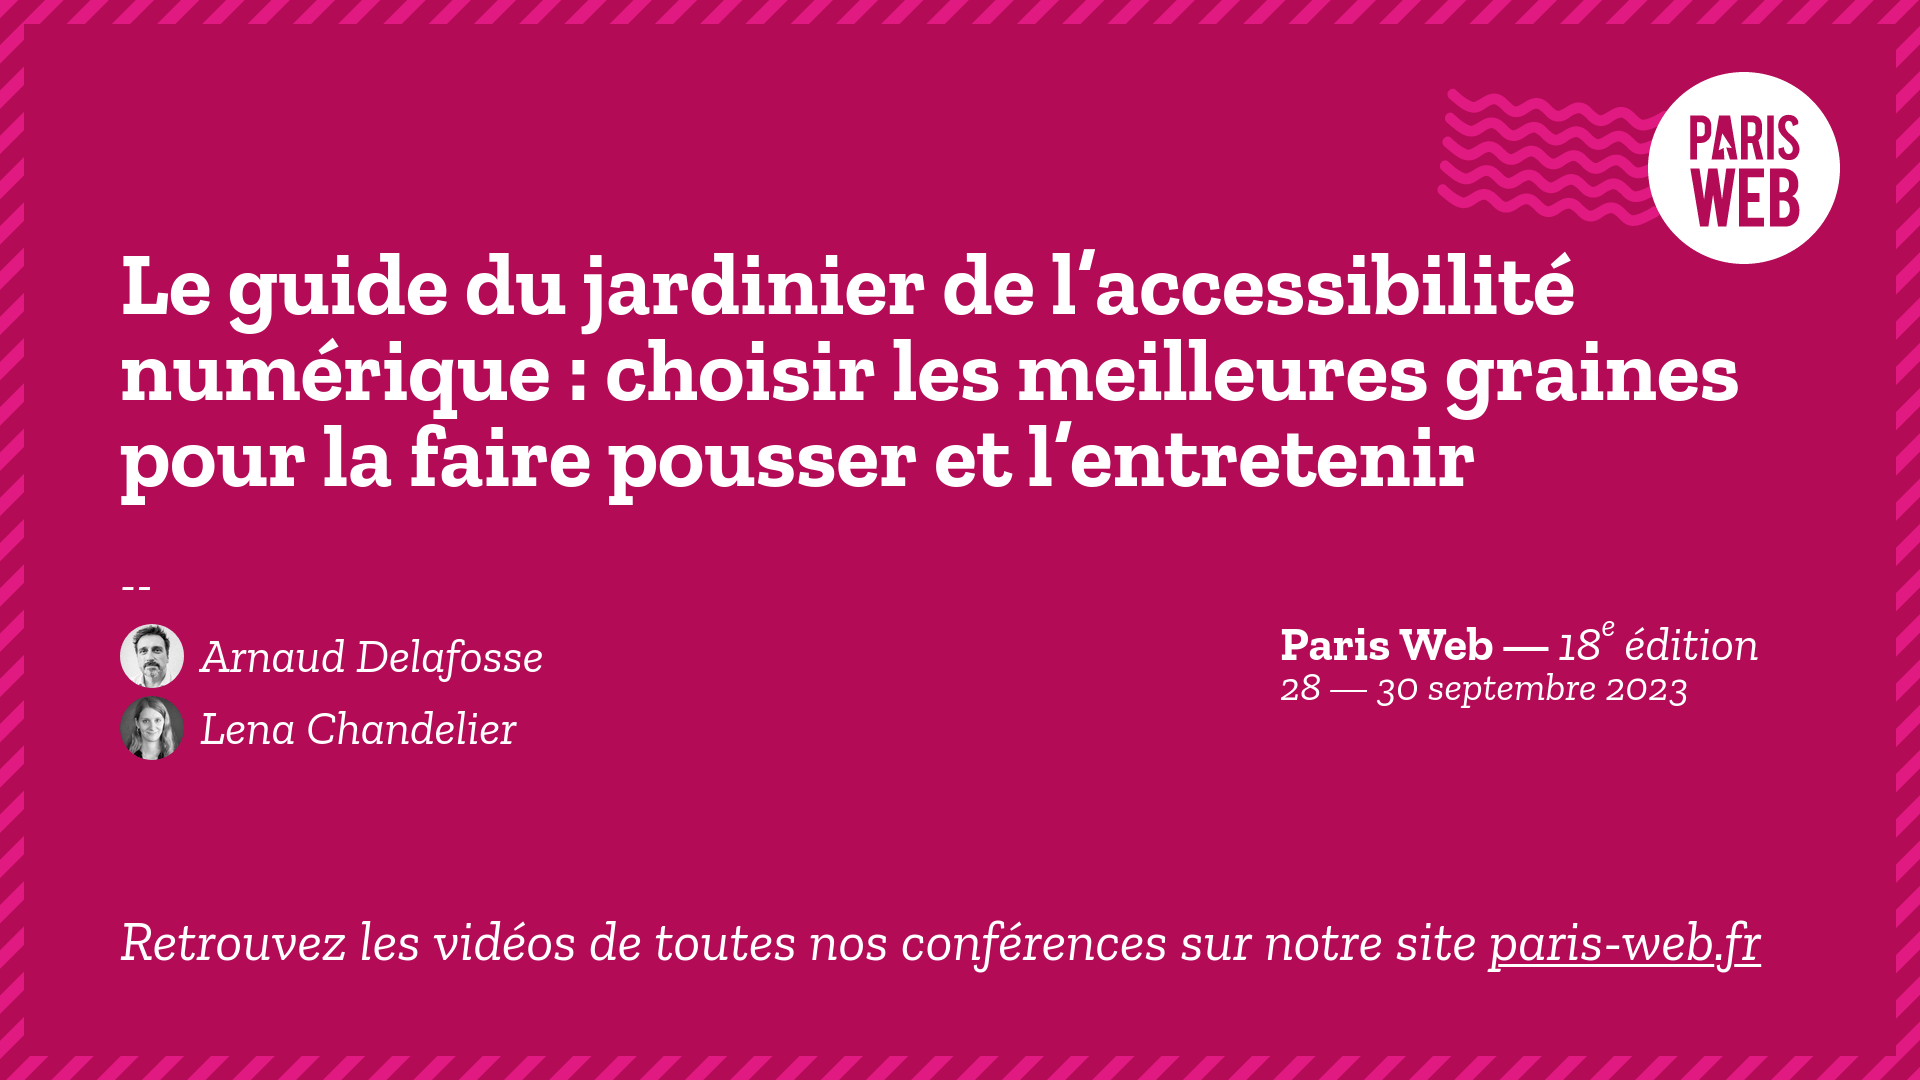 PARIS
WEB
Le guide du jardinier de l’accessibilité
numérique : choisir les meilleures graines
pour la faire pousser et l’entretenir
--
Arnaud Delafosse
Lena Chandelier
Paris Web — 18e édition
28 — 30 septembre 2023
Retrouvez les vidéos de toutes nos conférences sur notre site paris-web.fr